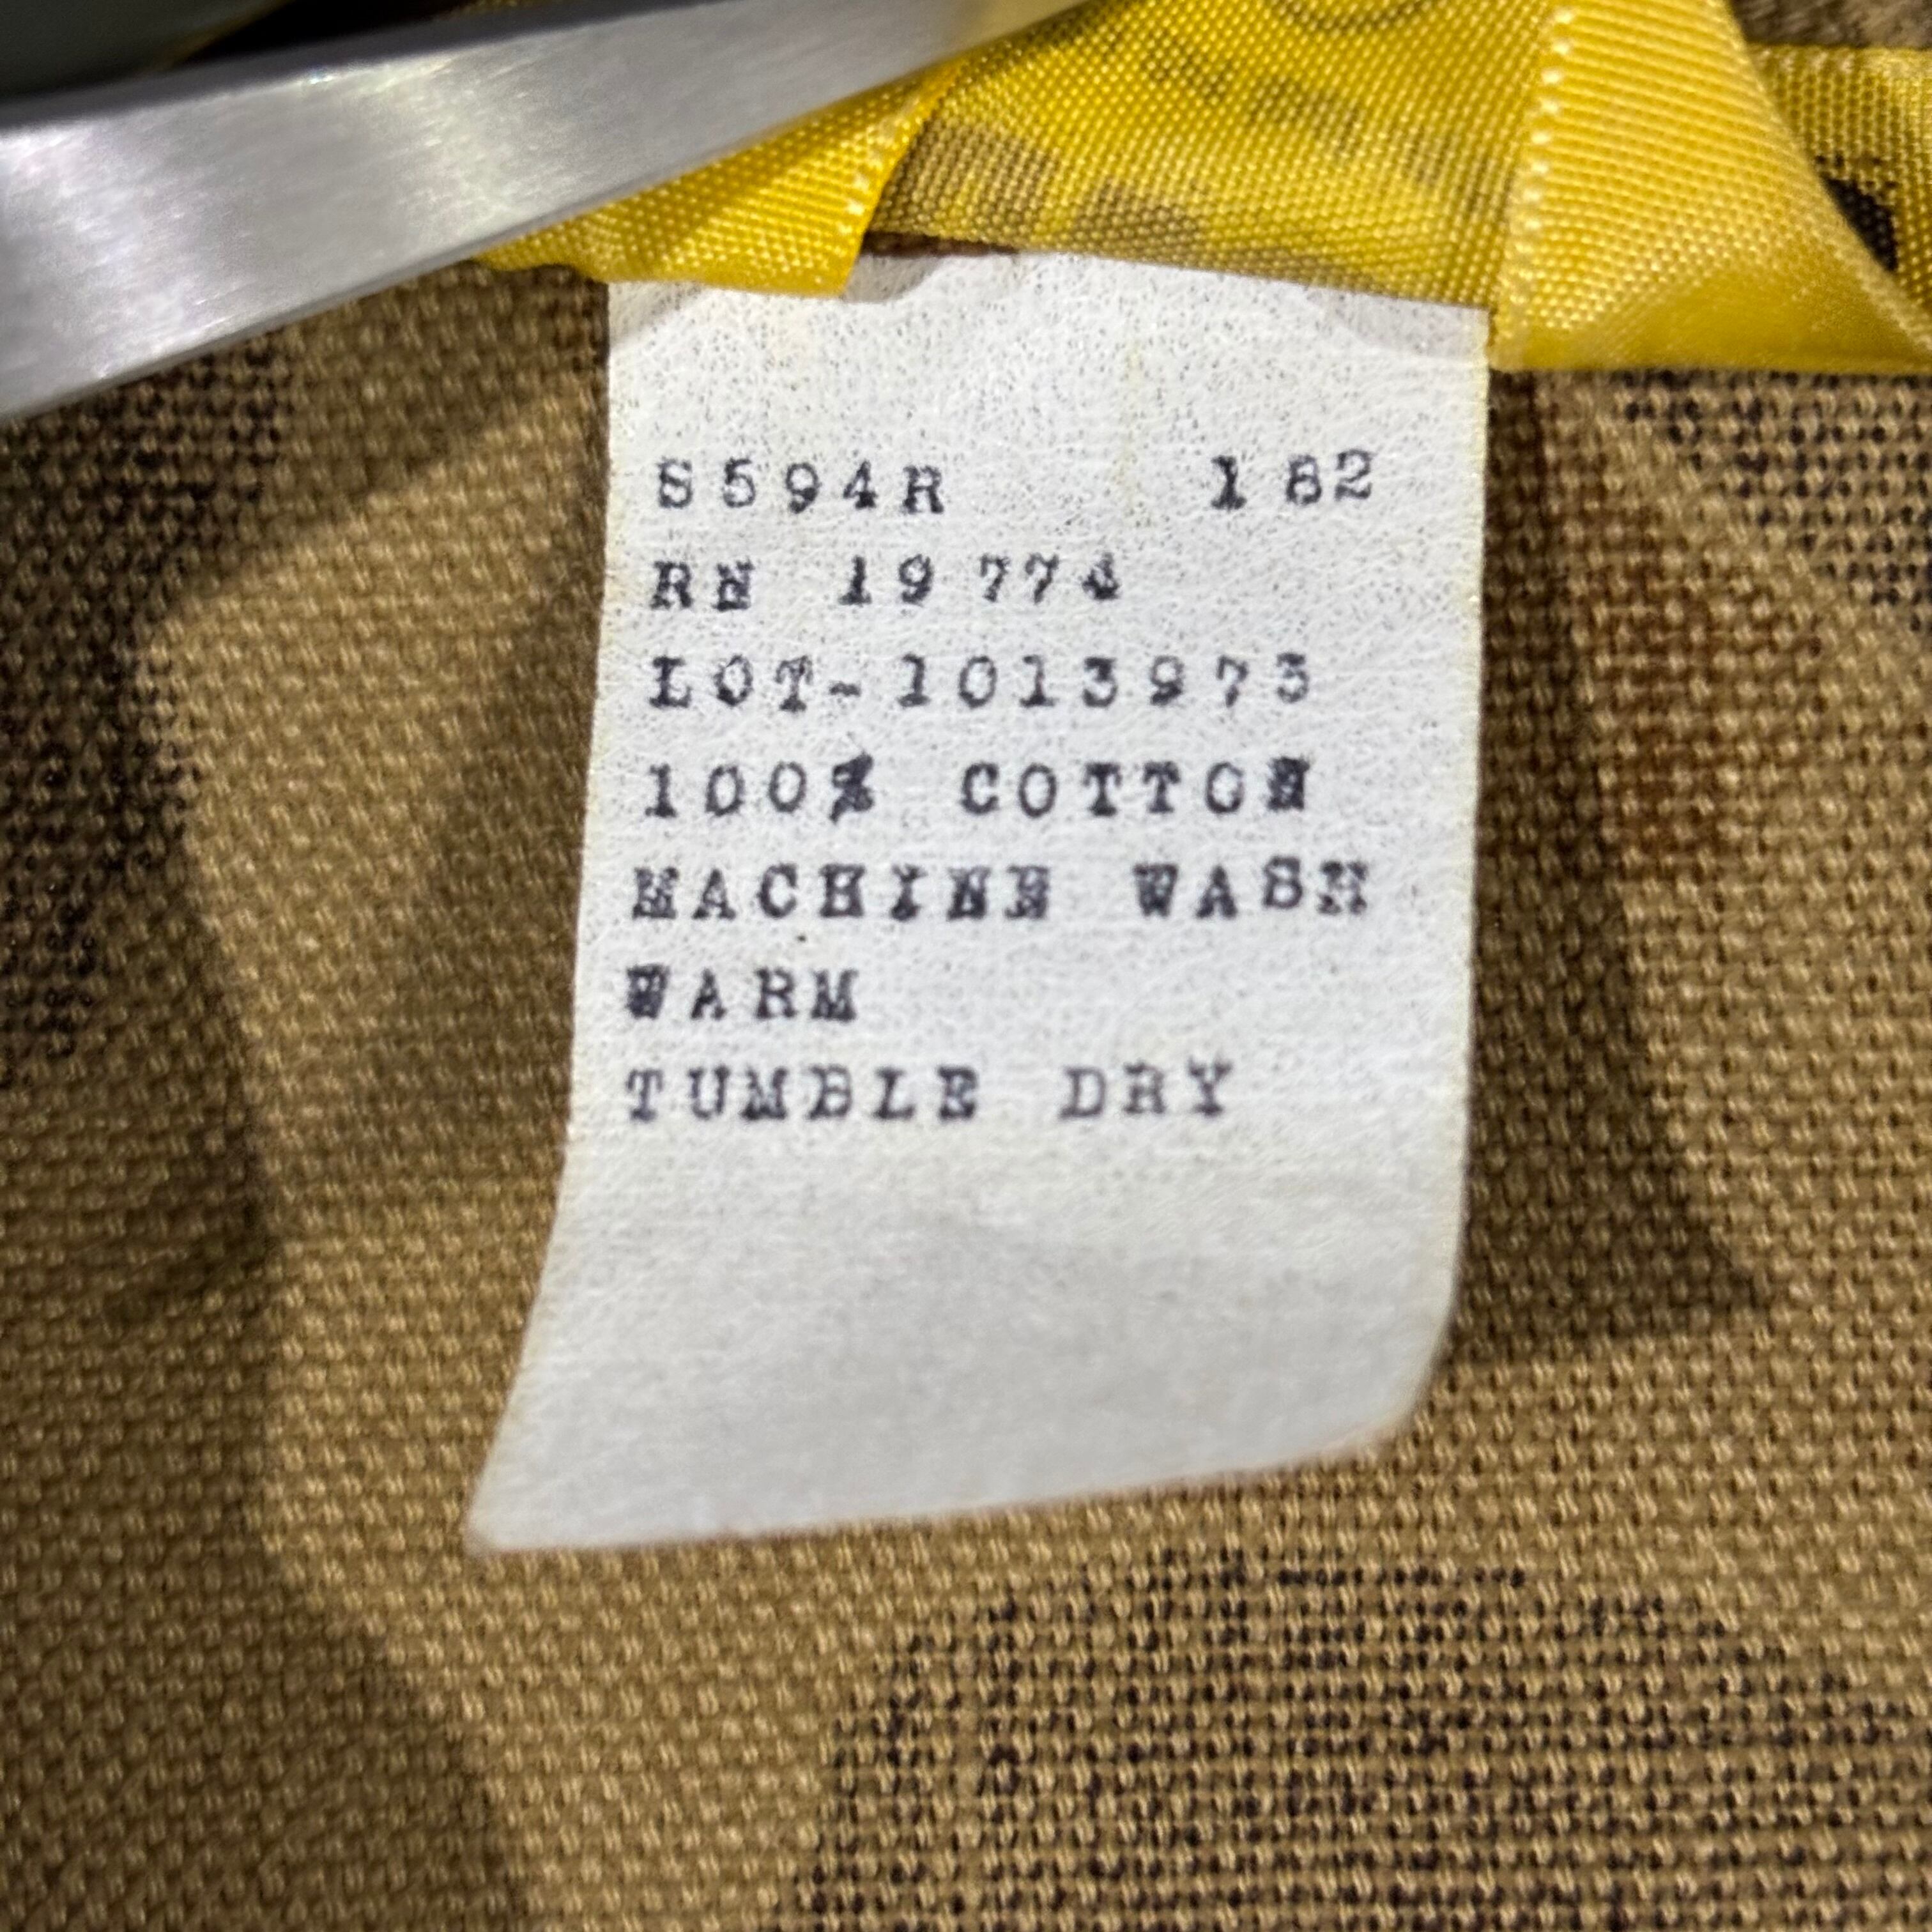 S594R 182
RN 19774
LOT-1013973
100% COTTON
MACHINE WASH
WARM
TUMBLE DRY